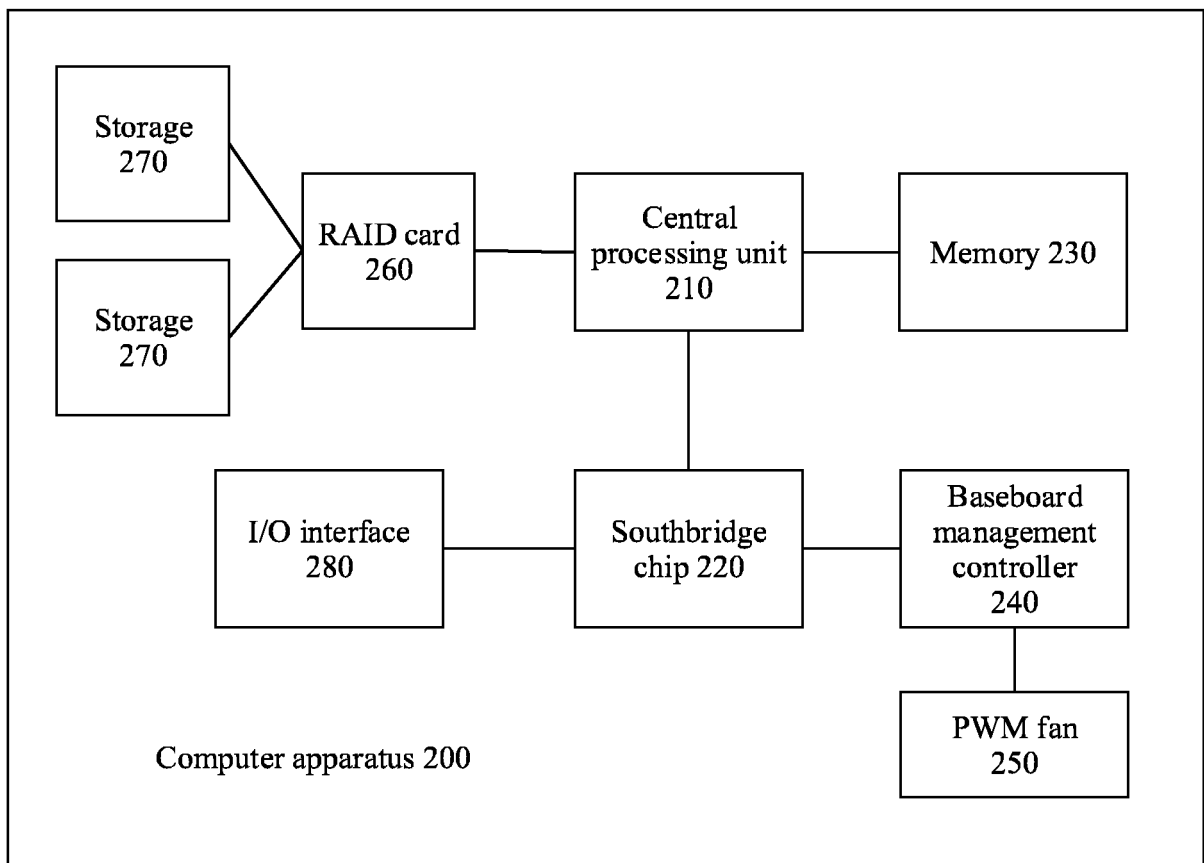 Storage
270
RAID card
260
Central
processing unit
210
Memory 230
Storage
270
I/O interface
280
Southbridge
chip 220
Baseboard
management
controller
240
PWM fan
250
Computer apparatus 200